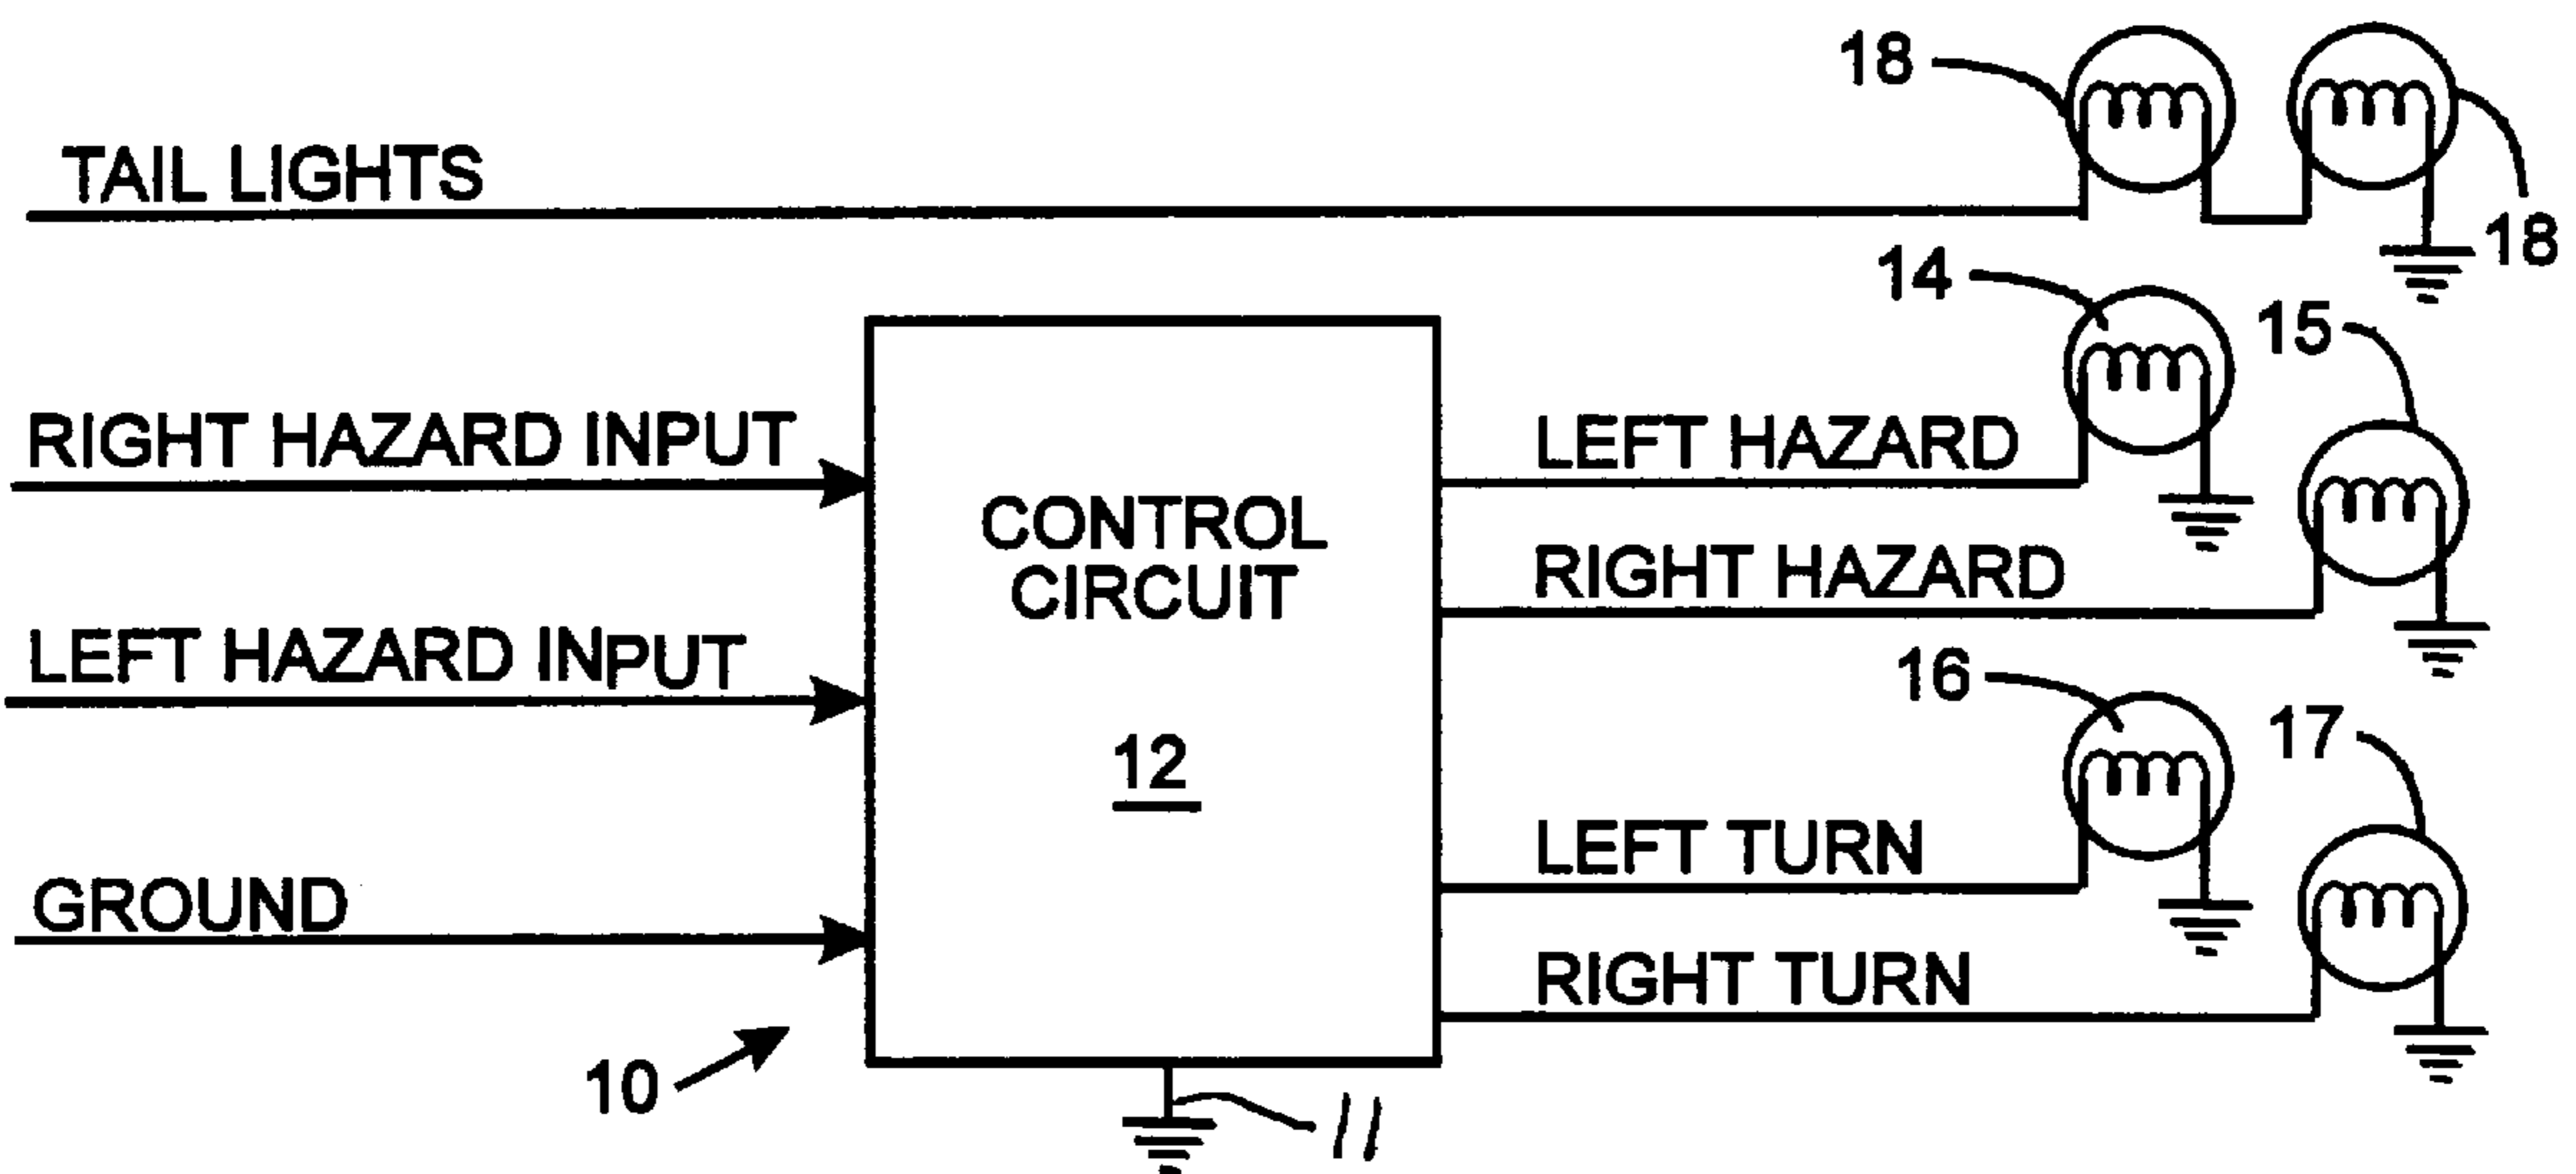 18
TAIL LIGHTS
18
14
15
RIGHT HAZARD INPUT
LEFT HAZARD
CONTROL
CIRCUIT
RIGHT HAZARD
LEFT HAZARD INPUT
16
17
12
LEFT TURN
GROUND
RIGHT TURN
10
11